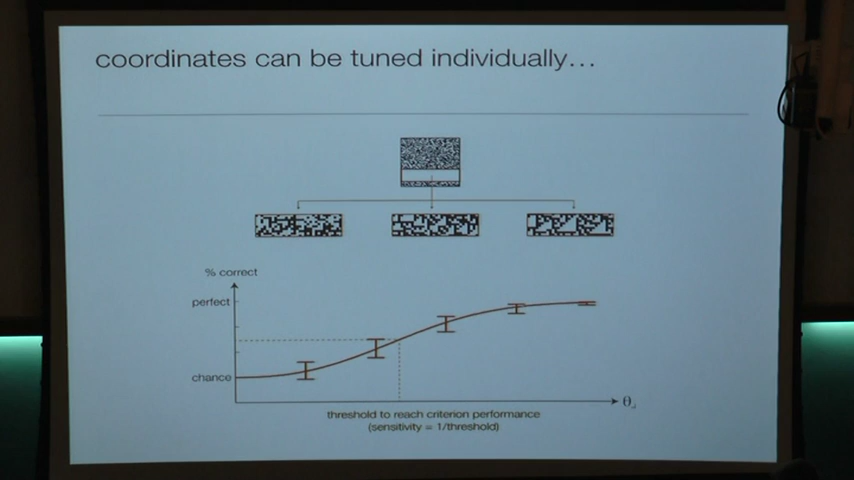 coordinates can be tuned individually...
% correct
perfect
chance
θ
threshold to reach criterion performance
(sensitivity = 1/threshold)